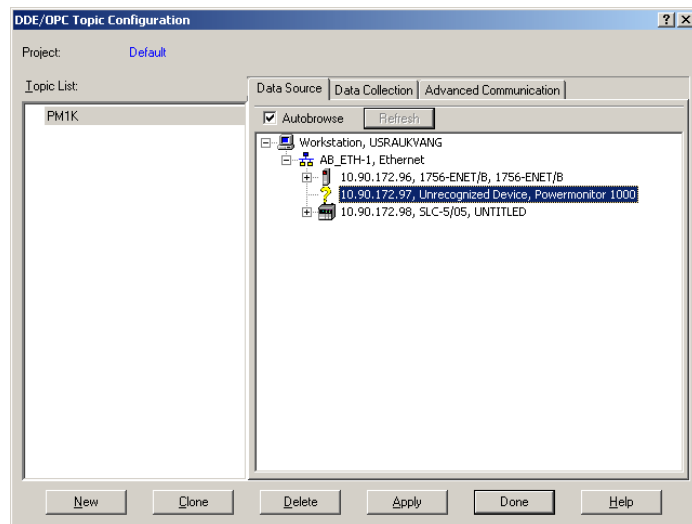 DDE/OPC Topic Configuration
Project: Default
Topic List:
PM1K
Data Source Data Collection Advanced Communication
Autobrowse Refresh
Workstation, USRAUKVANG
AB_ETH-1, Ethernet
10.90.172.96, 1756-ENET/B, 1756-ENET/B
10.90.172.97, Unrecognized Device, Powermonitor 1000
10.90.172.98, SLC-5/05, UNTITLED
New Clone Delete Apply Done Help